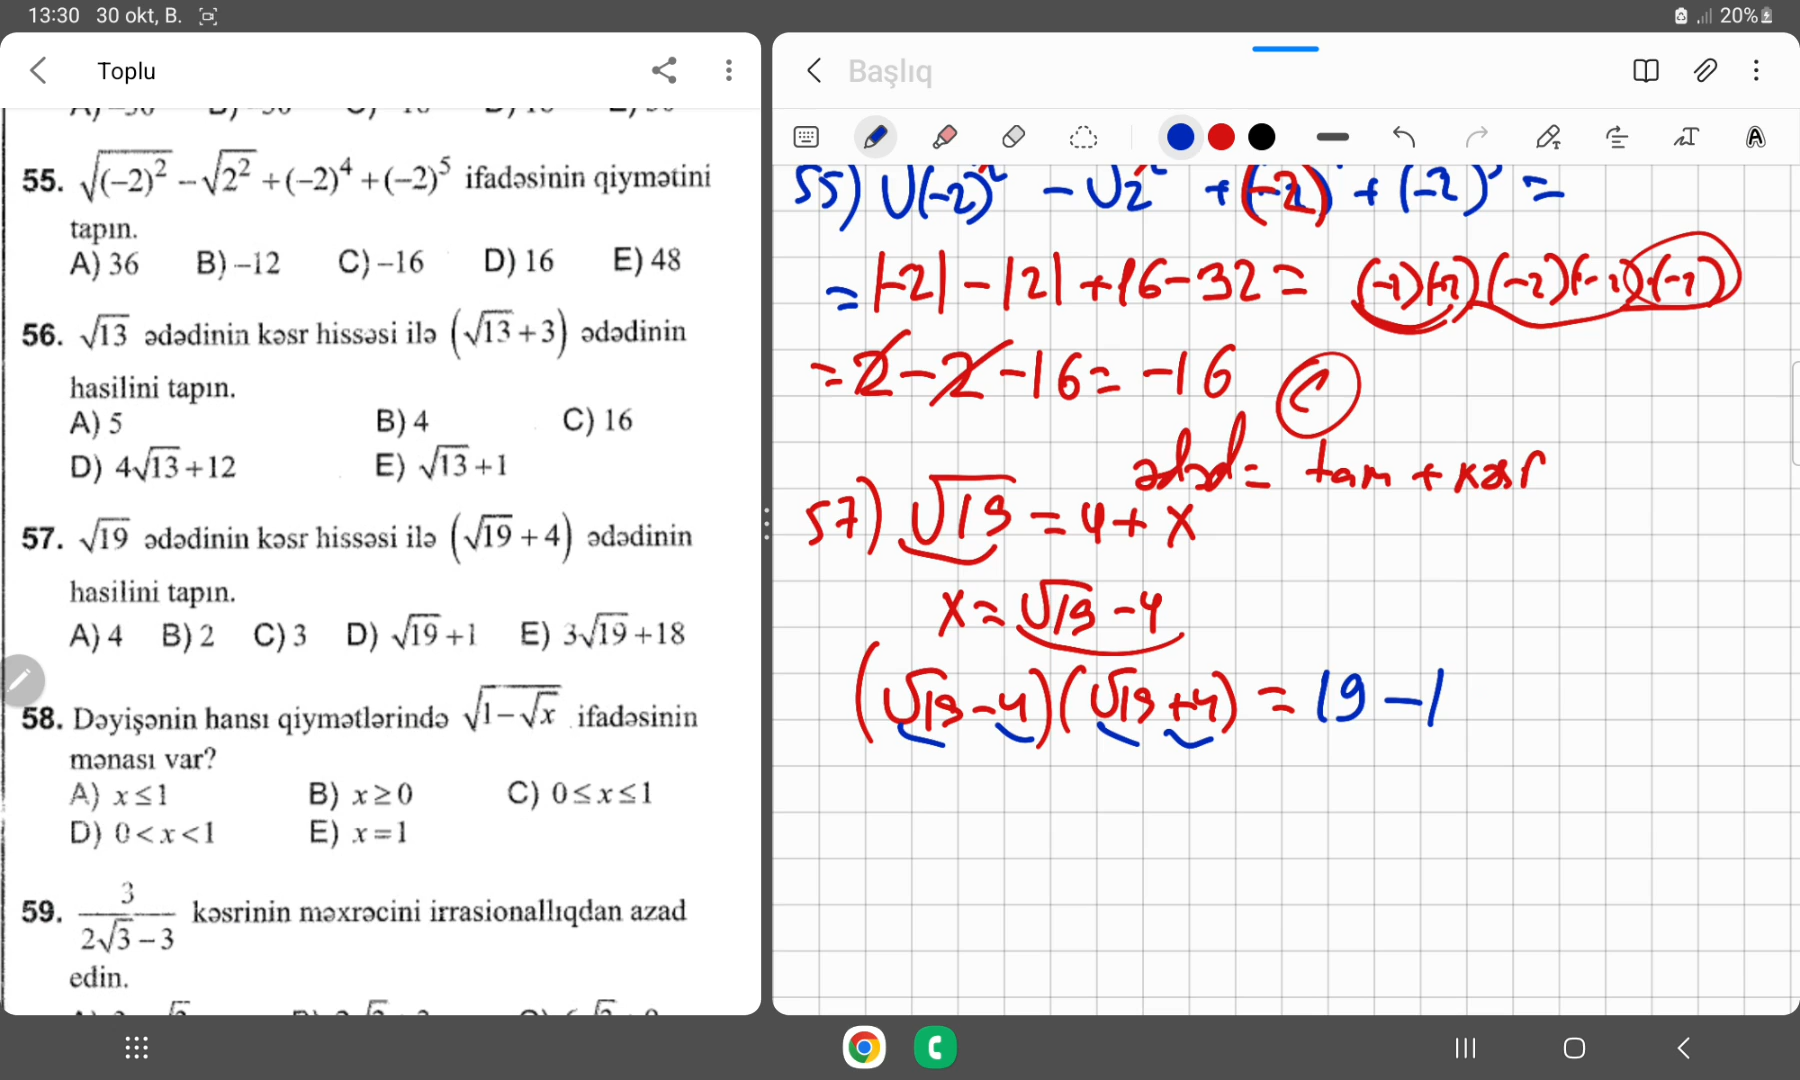 13:30 30 okt, B.
20%
Toplu
55. √(−2)² − √2² + (−2)⁴ + (−2)⁵ ifadəsinin qiymətini
tapın.
A) 36 B) −12 C) −16 D) 16 E) 48
56. √13 ədədinin kəsr hissəsi ilə (√13 + 3) ədədinin
hasilini tapın.
A) 5 B) 4 C) 16
D) 4√13 + 12 E) √13 + 1
57. √19 ədədinin kəsr hissəsi ilə (√19 + 4) ədədinin
hasilini tapın.
A) 4 B) 2 C) 3 D) √19 + 1 E) 3√19 + 18
58. Dəyişənin hansı qiymətlərində √(1 − √x) ifadəsinin
mənası var?
A) x ≤ 1 B) x ≥ 0 C) 0 ≤ x ≤ 1
D) 0 < x < 1 E) x = 1
59. 3/(2√3 − 3) kəsrinin məxrəcini irrasionallıqdan azad
edin.
Başlıq
55) √(-2)² - √2² + (-2) + (-2)⁵ =
= |-2| - |2| + 16 - 32 = (-2)(-2)(-2)(-2)(-2)
= 2 - 2 - 16 = -16 C
ədəd = tam + kəsr
57) √19 = 4 + x
x = √19 - 4
(√19 - 4)(√19 + 4) = 19 - 1